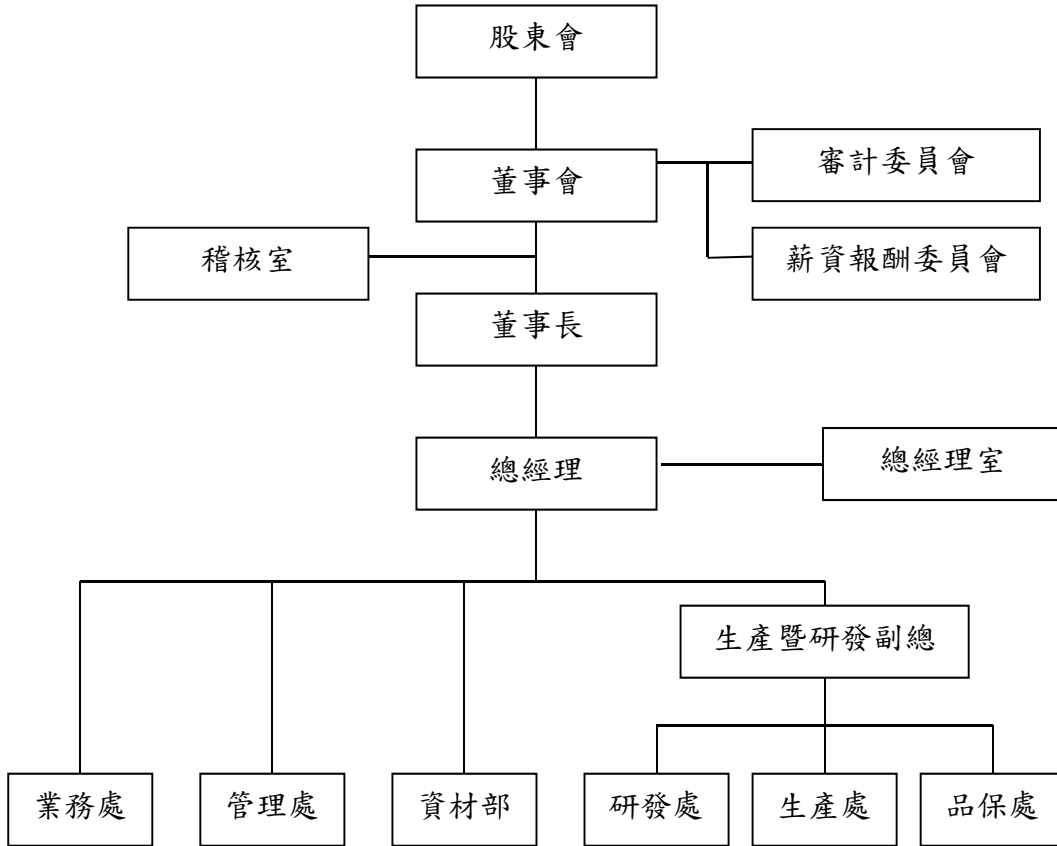 股東會
董事會
審計委員會
薪資報酬委員會
稽核室
董事長
總經理
總經理室
生產暨研發副總
業務處
管理處
資材部
研發處
生產處
品保處